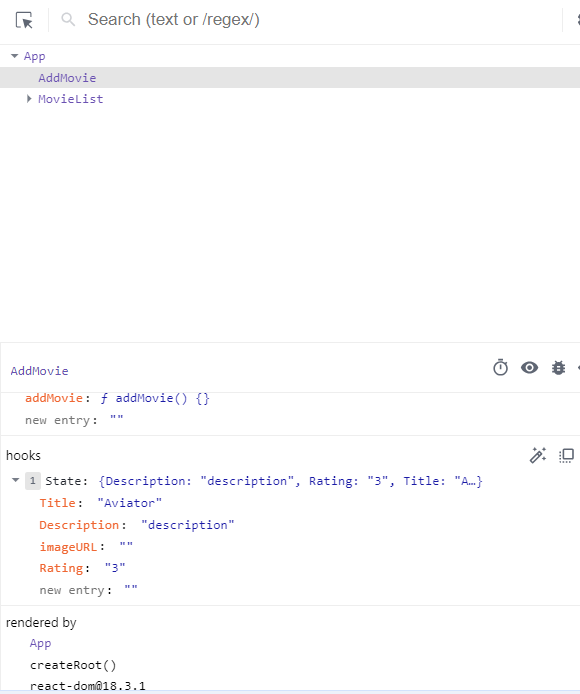 Search (text or /regex/)
App
AddMovie
MovieList
AddMovie
addMovie: ƒ addMovie() {}
new entry: ""
hooks
1 State: {Description: "description", Rating: "3", Title: "A…}
Title: "Aviator"
Description: "description"
imageURL: ""
Rating: "3"
new entry: ""
rendered by
App
createRoot()
react-dom@18.3.1